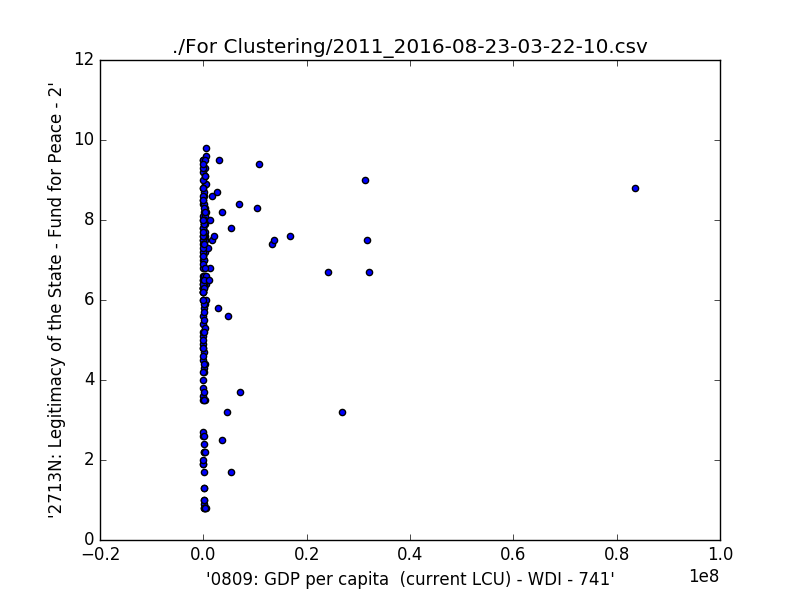 ./For Clustering/2011_2016-08-23-03-22-10.csv
12
10
8
6
4
2
0
'2713N: Legitimacy of the State - Fund for Peace - 2'
−0.2 0.0 0.2 0.4 0.6 0.8 1.0
1e8
'0809: GDP per capita  (current LCU) - WDI - 741'